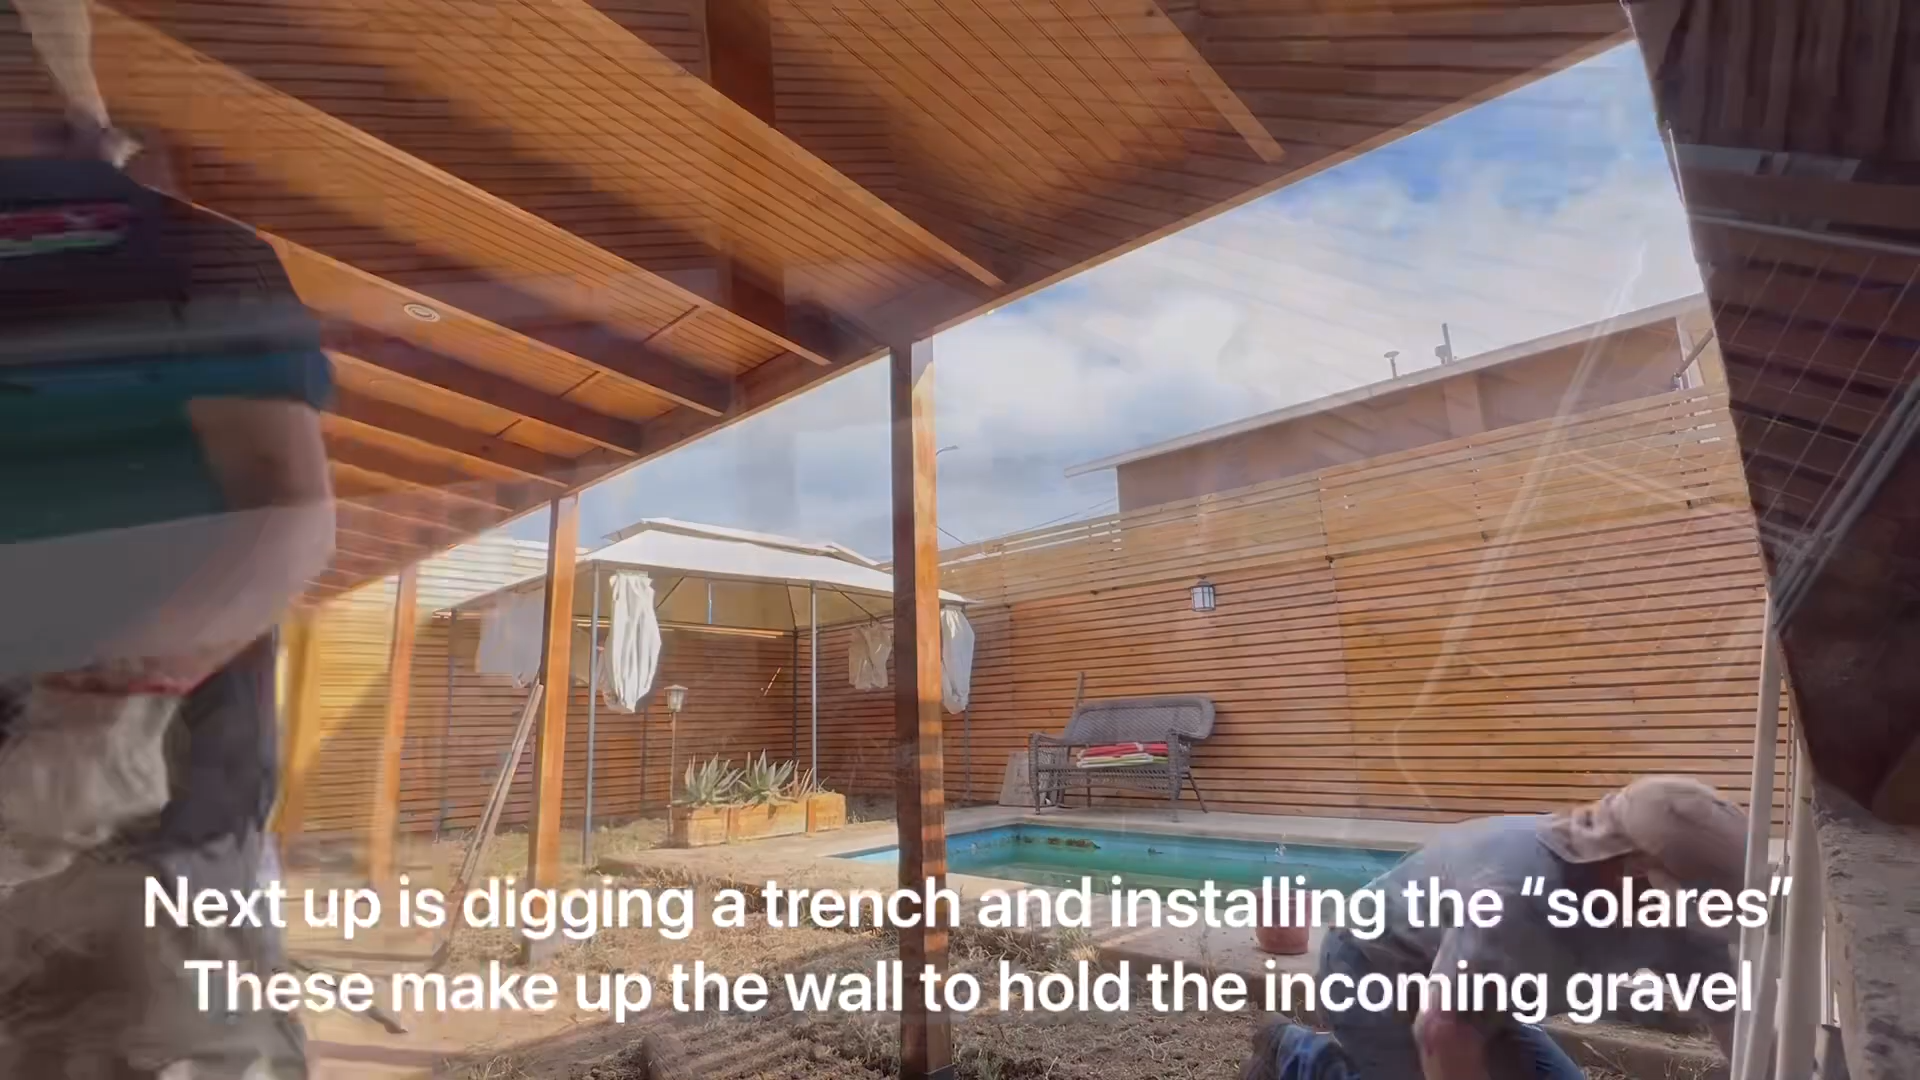 Next up is digging a trench and installing the “solares”
These make up the wall to hold the incoming gravel